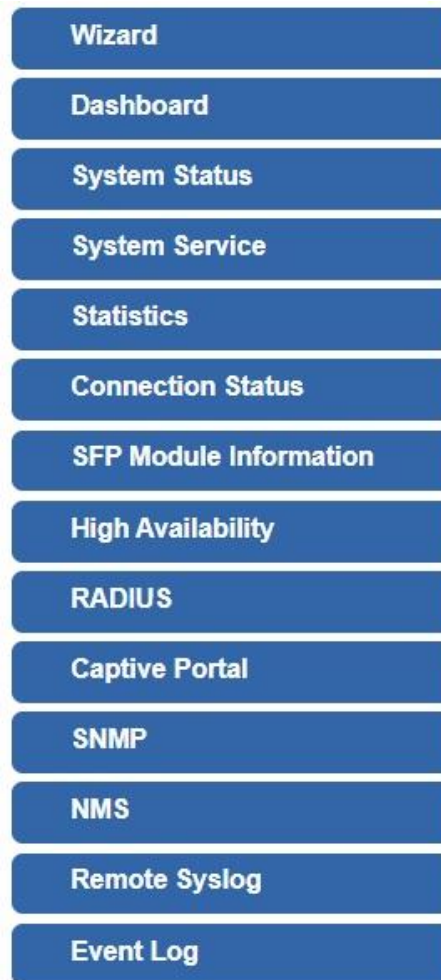 Wizard
Dashboard
System Status
System Service
Statistics
Connection Status
SFP Module Information
High Availability
RADIUS
Captive Portal
SNMP
NMS
Remote Syslog
Event Log